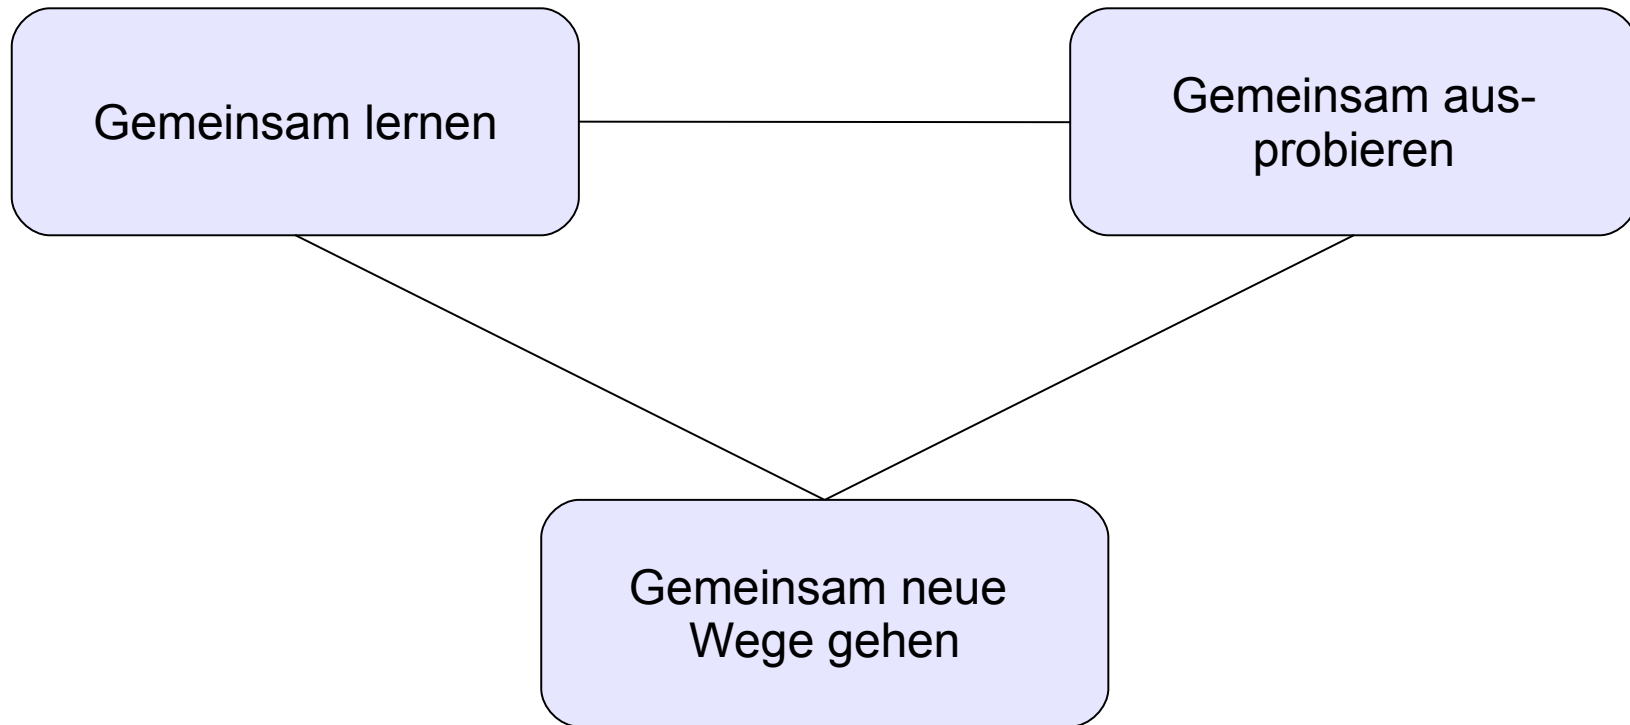 Gemeinsam lernen
Gemeinsam aus-
probieren
Gemeinsam neue
Wege gehen